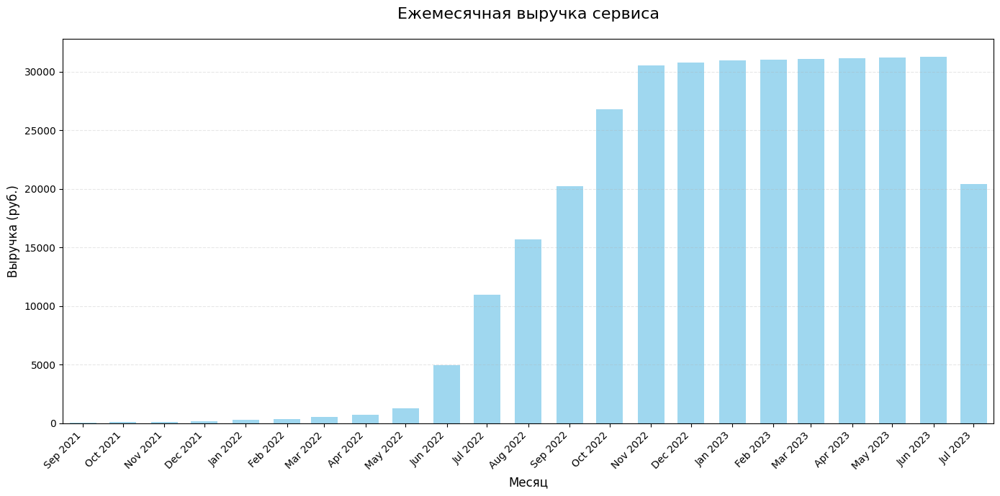 Ежемесячная выручка сервиса
Выручка (руб.)
30000
25000
20000
15000
10000
5000
0
Sep 2021
Oct 2021
Nov 2021
Dec 2021
Jan 2022
Feb 2022
Mar 2022
Apr 2022
May 2022
Jun 2022
Jul 2022
Aug 2022
Sep 2022
Oct 2022
Nov 2022
Dec 2022
Jan 2023
Feb 2023
Mar 2023
Apr 2023
May 2023
Jun 2023
Jul 2023
Месяц